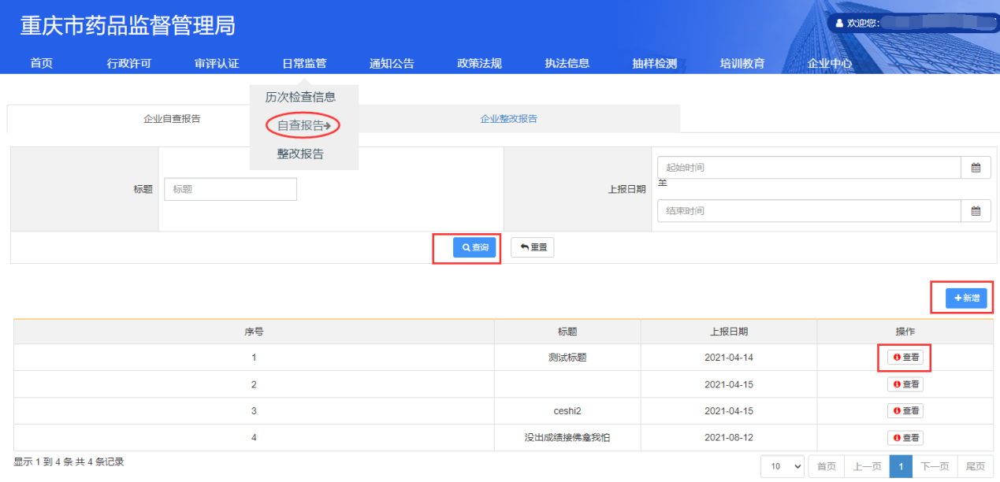 重庆市药品监督管理局
欢迎您:
首页 行政许可 审评认证 日常监管 通知公告 政策法规 执法信息 抽样检测 培训教育 企业中心
历次检查信息
自查报告
整改报告
企业自查报告 企业整改报告
标题 标题 上报日期 起始时间
至
结束时间
查询 重置
新增
序号 标题 上报日期 操作
1 测试标题 2021-04-14 查看
2 2021-04-15 查看
3 ceshi2 2021-04-15 查看
4 没出成绩接佛龛我怕 2021-08-12 查看
显示 1 到 4 条 共 4 条记录
10 首页 上一页 1 下一页 尾页